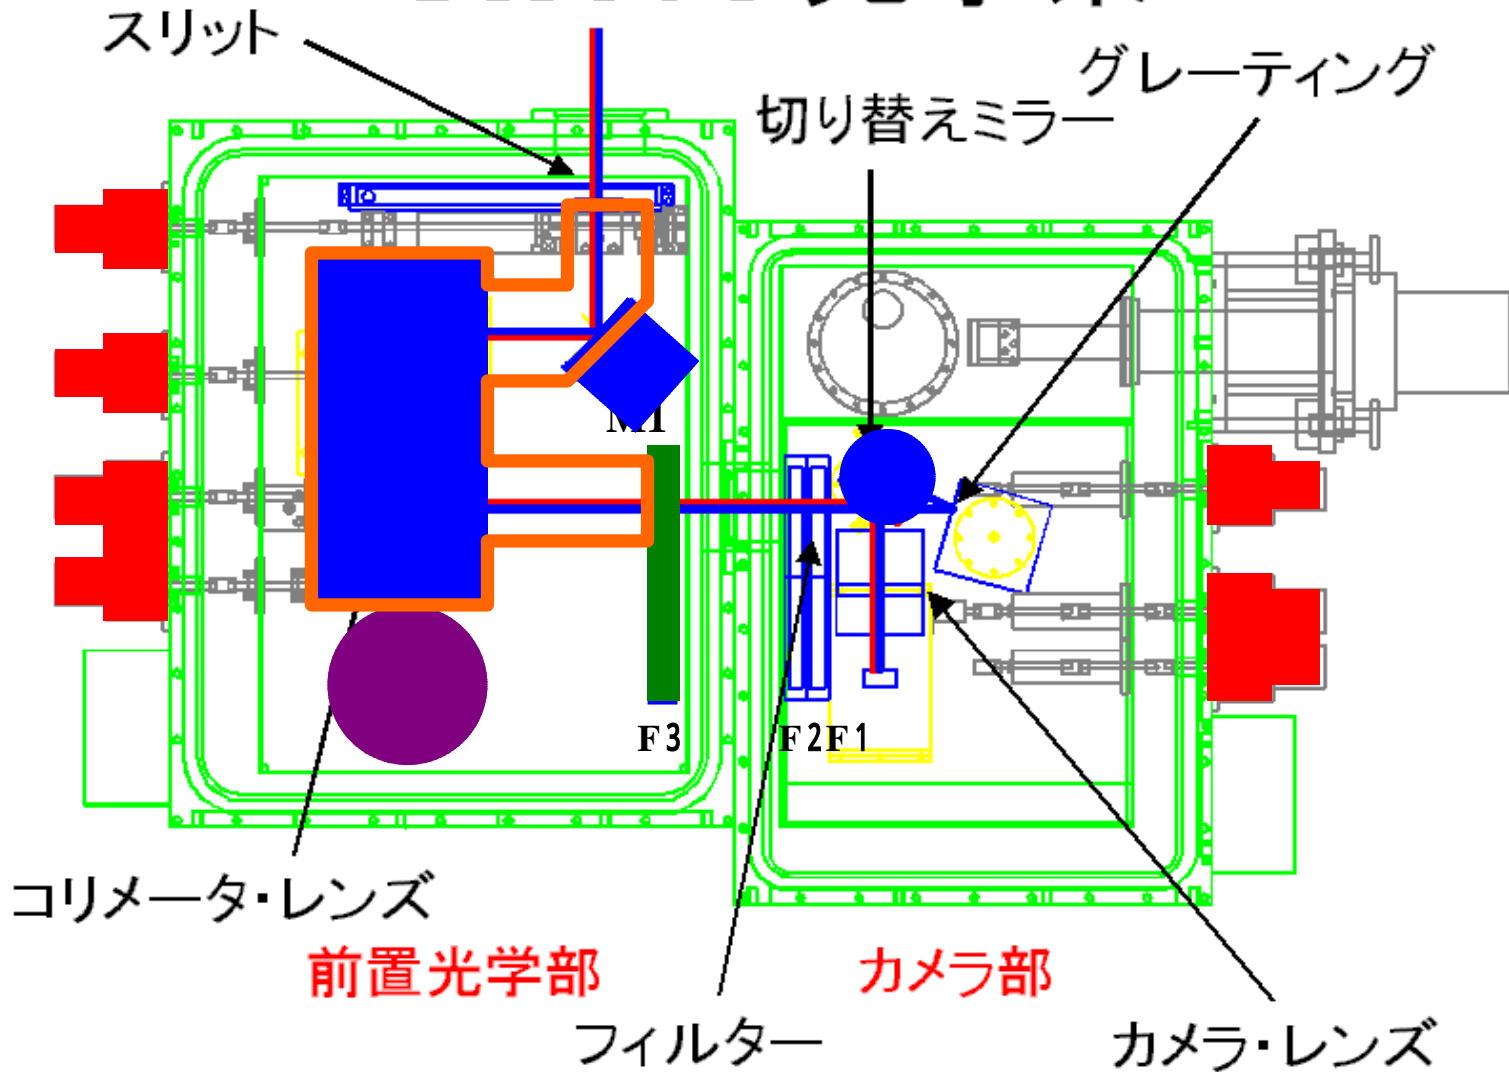 スリット
グレーティング
切り替えミラー
M1
F3
F2F1
コリメータ・レンズ
前置光学部
カメラ部
フィルター
カメラ・レンズ